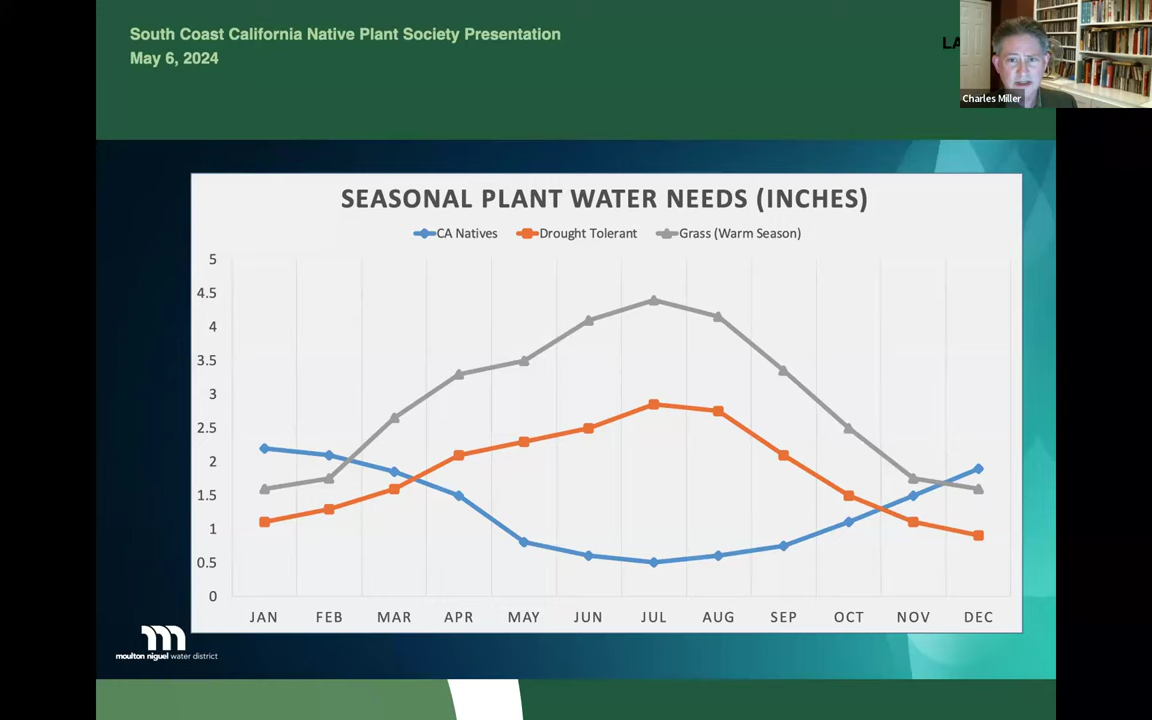 South Coast California Native Plant Society Presentation
May 6, 2024
LA
Charles Miller
SEASONAL PLANT WATER NEEDS (INCHES)
CA Natives Drought Tolerant Grass (Warm Season)
5
4.5
4
3.5
3
2.5
2
1.5
1
0.5
0
JAN FEB MAR APR MAY JUN JUL AUG SEP OCT NOV DEC
m
moulton niguel water district